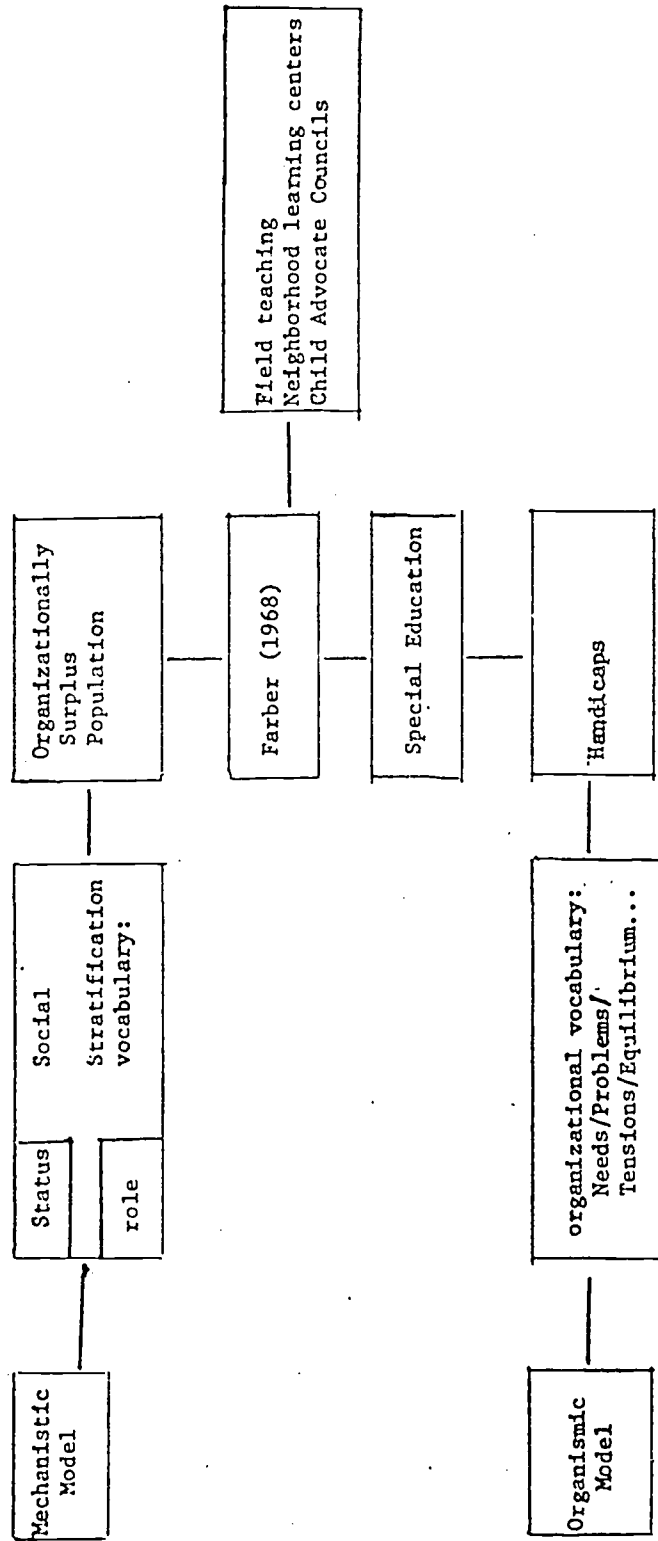 Mechanistic
Model
Status
role
Social
Stratification
vocabulary:
Organizationally
Surplus
Population
Farber (1968)
Field teaching
Neighborhood learning centers
Child Advocate Councils
Special Education
Organismic
Model
organizational vocabulary:
Needs/Problems/
Tensions/Equilibrium...
Handicaps